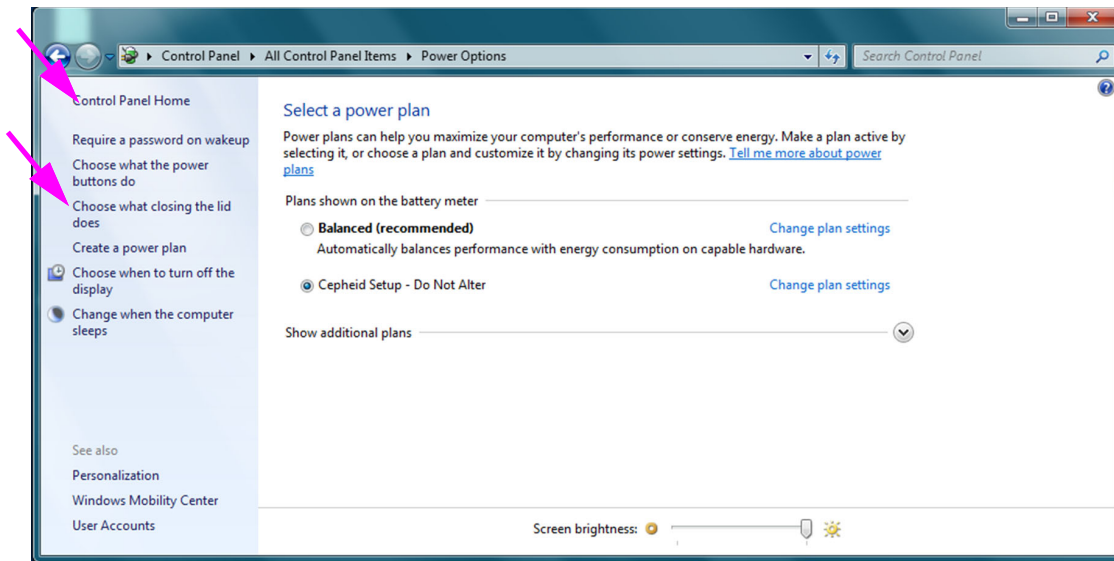 Control Panel All Control Panel Items Power Options Search Control Panel
Control Panel Home
Require a password on wakeup
Choose what the power
buttons do
Choose what closing the lid
does
Create a power plan
Choose when to turn off the
display
Change when the computer
sleeps
See also
Personalization
Windows Mobility Center
User Accounts
Select a power plan
Power plans can help you maximize your computer's performance or conserve energy. Make a plan active by
selecting it, or choose a plan and customize it by changing its power settings. Tell me more about power
plans
Plans shown on the battery meter
Balanced (recommended) Change plan settings
Automatically balances performance with energy consumption on capable hardware.
Cepheid Setup - Do Not Alter Change plan settings
Show additional plans
Screen brightness: